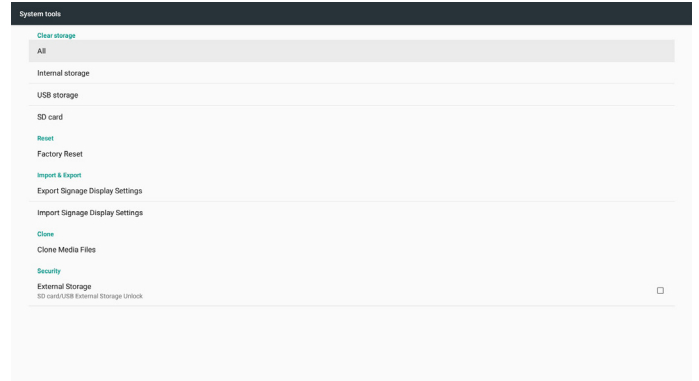 System tools
Clear storage
All
Internal storage
USB storage
SD card
Reset
Factory Reset
Import & Export
Export Signage Display Settings
Import Signage Display Settings
Clone
Clone Media Files
Security
External Storage
SD card/USB External Storage Unlock